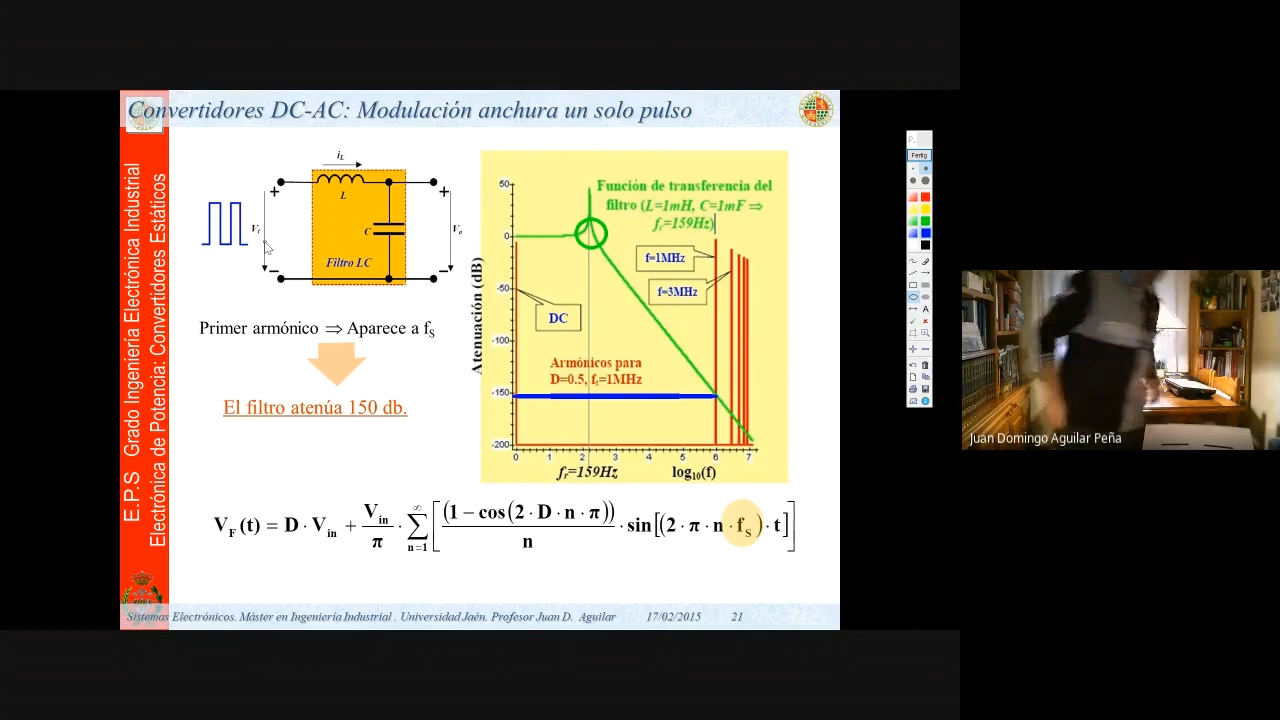 Convertidores DC-AC: Modulación anchura un solo pulso
E.P.S Grado Ingeniería Electrónica Industrial
Electrónica de Potencia: Convertidores Estáticos
iL
+
+
L
Vi
C
Vo
−
−
Filtro LC
Primer armónico ⇒ Aparece a fS
El filtro atenúa 150 db.
Función de transferencia del
filtro (L=1mH, C=1mF ⇒
fr=159Hz)
f=1MHz
f=3MHz
DC
Armónicos para
D=0.5, fs=1MHz
Atenuación (dB)
50
0
-50
-100
-150
-200
0 1 2 3 4 5 6 7
fr=159Hz log10(f)
VF(t) = D · Vin + Vin/π · ∑n=1∞ [ (1 − cos(2 · D · n · π)) / n · sin[(2 · π · n · fS) · t] ]
Sistemas Electrónicos. Máster en Ingeniería Industrial , Universidad Jaén. Profesor Juan D. Aguilar 17/02/2015 21
Fertig
A
Juan Domingo Aguilar Peña